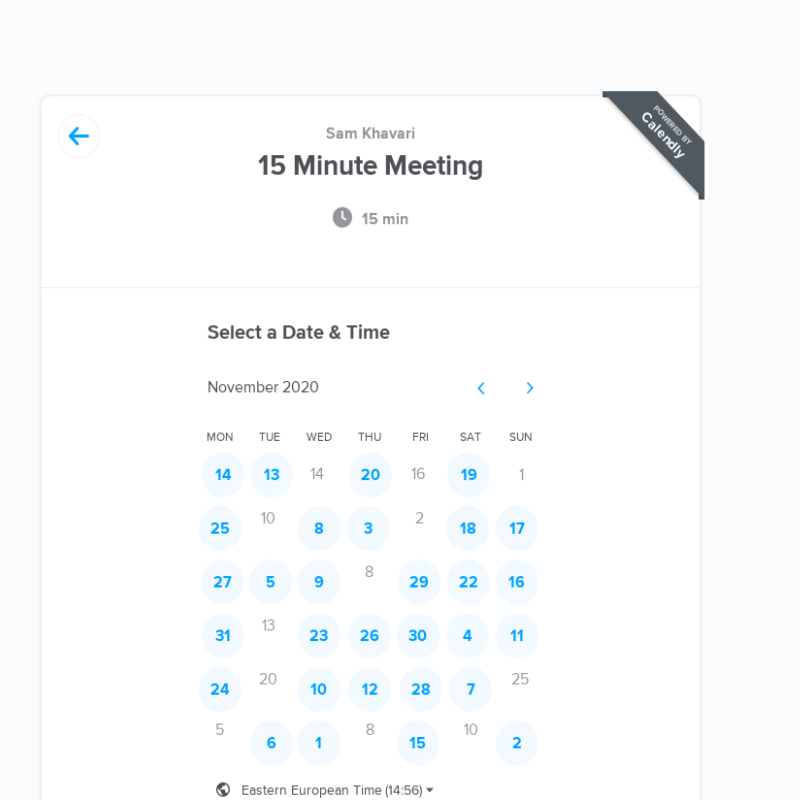 POWERED BY
Calendly
Sam Khavari
15 Minute Meeting
15 min
Select a Date & Time
November 2020
MON TUE WED THU FRI SAT SUN
14 13 14 20 16 19 1
25 10 8 3 2 18 17
27 5 9 8 29 22 16
31 13 23 26 30 4 11
24 20 10 12 28 7 25
5 6 1 8 15 10 2
Eastern European Time (14:56)